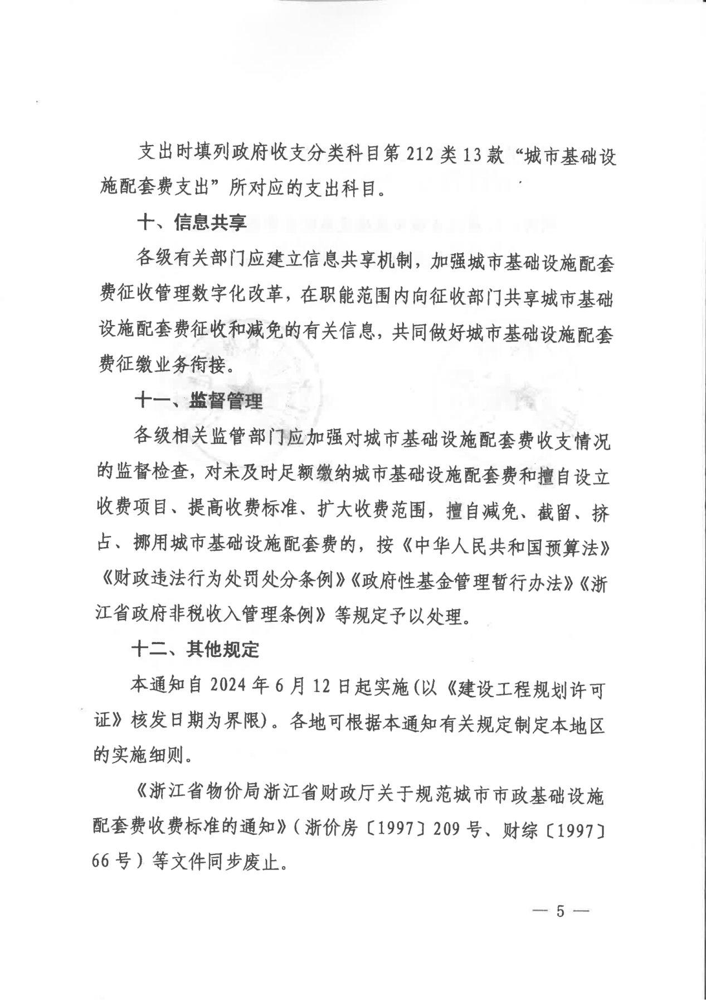 支出时填列政府收支分类科目第212类13款“城市基础设
施配套费支出”所对应的支出科目。
十、信息共享
各级有关部门应建立信息共享机制，加强城市基础设施配套
费征收管理数字化改革，在职能范围内向征收部门共享城市基础
设施配套费征收和减免的有关信息，共同做好城市基础设施配套
费征缴业务衔接。
十一、监督管理
各级相关监管部门应加强对城市基础设施配套费收支情况
的监督检查，对未及时足额缴纳城市基础设施配套费和擅自设立
收费项目、提高收费标准、扩大收费范围，擅自减免、截留、挤
占、挪用城市基础设施配套费的，按《中华人民共和国预算法》
《财政违法行为处罚处分条例》《政府性基金管理暂行办法》《浙
江省政府非税收入管理条例》等规定予以处理。
十二、其他规定
本通知自2024年6月12日起实施(以《建设工程规划许可
证》核发日期为界限)。各地可根据本通知有关规定制定本地区
的实施细则。
《浙江省物价局浙江省财政厅关于规范城市市政基础设施
配套费收费标准的通知》(浙价房〔1997〕209号、财综〔1997〕
66号)等文件同步废止。
— 5 —